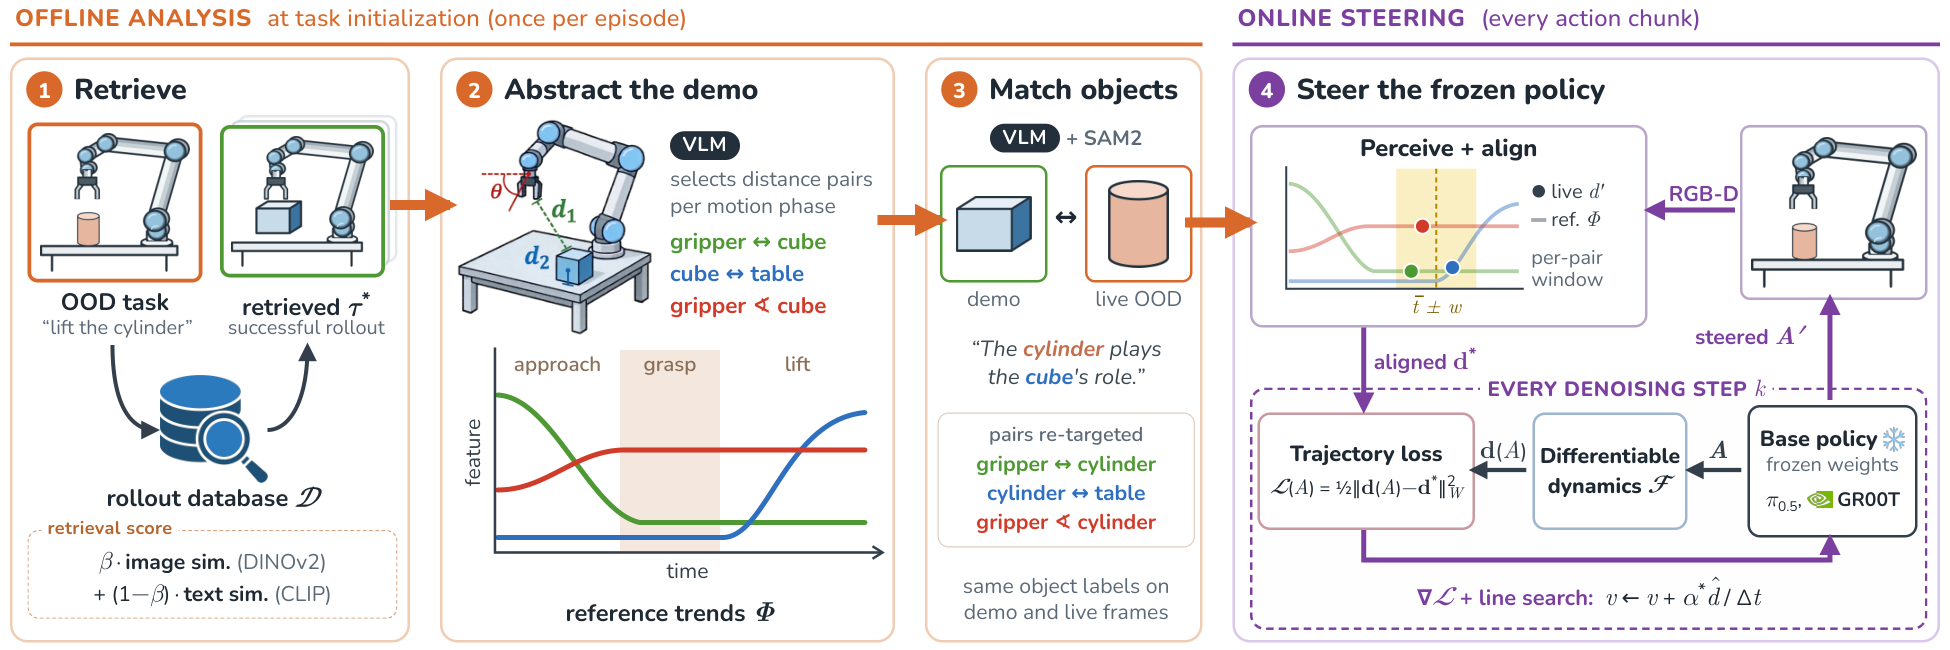 OFFLINE ANALYSIS at task initialization (once per episode)
ONLINE STEERING (every action chunk)
1 Retrieve
OOD task
“lift the cylinder”
retrieved τ*
successful rollout
rollout database 𝒟
retrieval score
β · image sim. (DINOv2)
+ (1−β) · text sim. (CLIP)
2 Abstract the demo
VLM
selects distance pairs
per motion phase
gripper ↔ cube
cube ↔ table
gripper ∢ cube
θ
d₁
d₂
approach
grasp
lift
feature
time
reference trends Φ
3 Match objects
VLM + SAM2
↔
demo
live OOD
“The cylinder plays
the cube's role.”
pairs re-targeted
gripper ↔ cylinder
cylinder ↔ table
gripper ∢ cylinder
same object labels on
demo and live frames
4 Steer the frozen policy
Perceive + align
live d′
ref. Φ
per-pair
window
t̄ ± w
RGB-D
aligned d*
steered A′
EVERY DENOISING STEP k
Trajectory loss
ℒ(A) = ½‖d(A)−d*‖²_W
d(A)
Differentiable
dynamics ℱ
A
Base policy
frozen weights
π₀.₅, GR00T
∇ℒ + line search: v ← v + α* d̂ / Δt